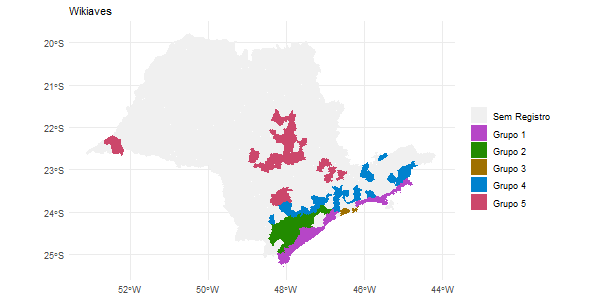 Wikiaves
20°S
21°S
22°S
23°S
24°S
25°S
52°W
50°W
48°W
46°W
44°W
Sem Registro
Grupo 1
Grupo 2
Grupo 3
Grupo 4
Grupo 5